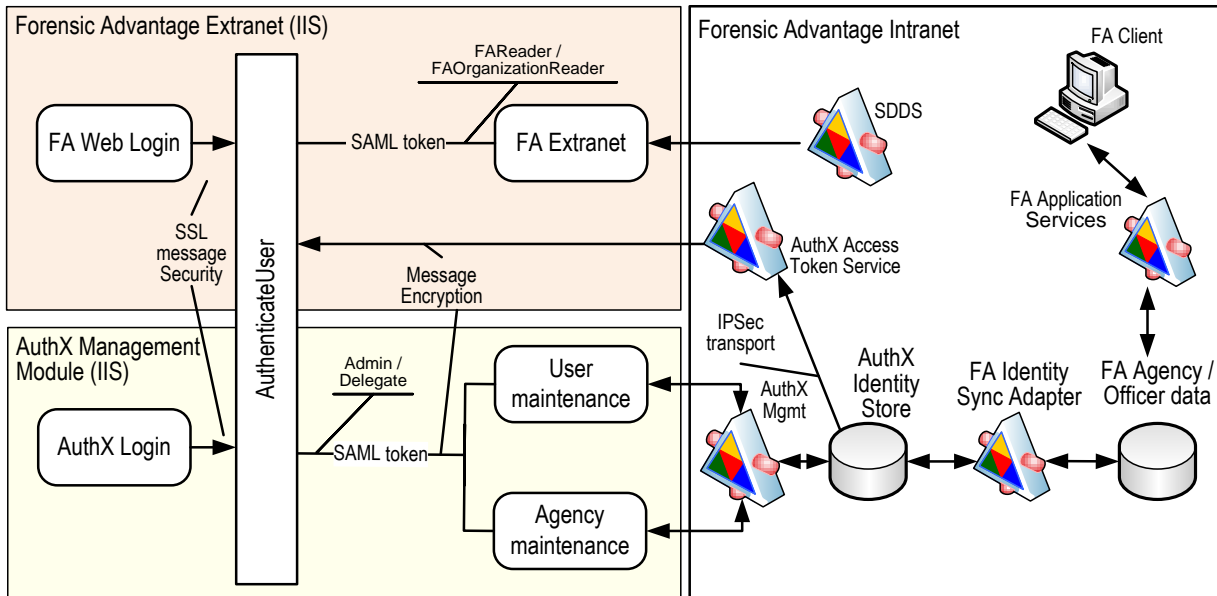 Forensic Advantage Extranet (IIS)
FA Web Login
SSL
message
Security
AuthenticateUser
SAML token
FAReader /
FAOrganizationReader
FA Extranet
Message
Encryption
AuthX Management
Module (IIS)
AuthX Login
Admin /
Delegate
SAML token
User
maintenance
Agency
maintenance
Forensic Advantage Intranet
SDDS
FA Client
FA Application
Services
AuthX Access
Token Service
IPSec
transport
AuthX
Mgmt
AuthX
Identity
Store
FA Identity
Sync Adapter
FA Agency /
Officer data